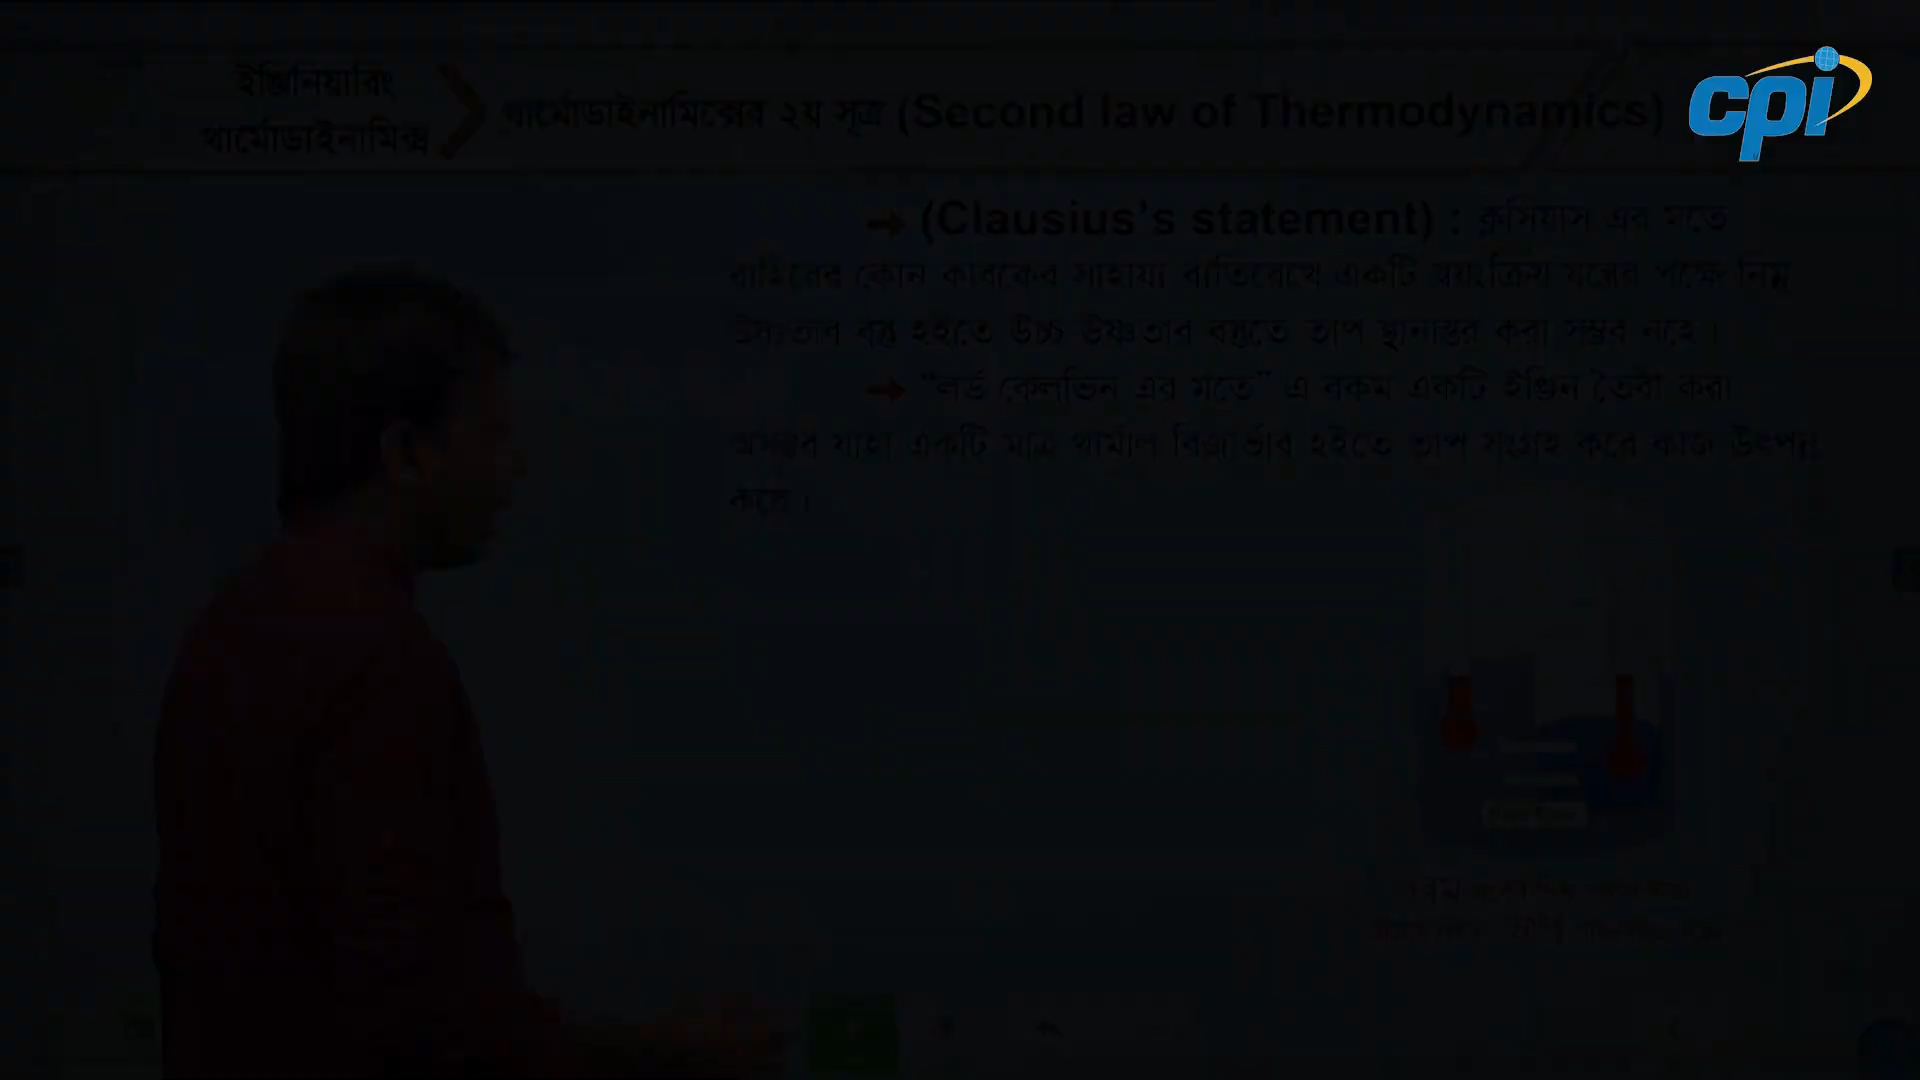 ইঞ্জিনিয়ারিং
থার্মোডাইনামিক্স
থার্মোডাইনামিক্সের ২য় সূত্র (Second law of Thermodynamics)
cpi
(Clausius's statement) : ক্লসিয়াস এর মতে
বাহিরের কোন কারকের সাহায্য ব্যতিরেখে একটি স্বয়ংক্রিয় যন্ত্রের পক্ষে নিম্ন
উষ্ণতার বস্তু হইতে উচ্চ উষ্ণতার বস্তুতে তাপ স্থানান্তর করা সম্ভব নহে ।
"লর্ড কেলভিন এর মতে" এ রকম একটি ইঞ্জিন তৈরী করা
অসম্ভব যাহা একটি মাত্র থার্মাল রিজার্ভার হইতে তাপ সংগ্রহ করে কাজ উৎপন্ন
করে ।